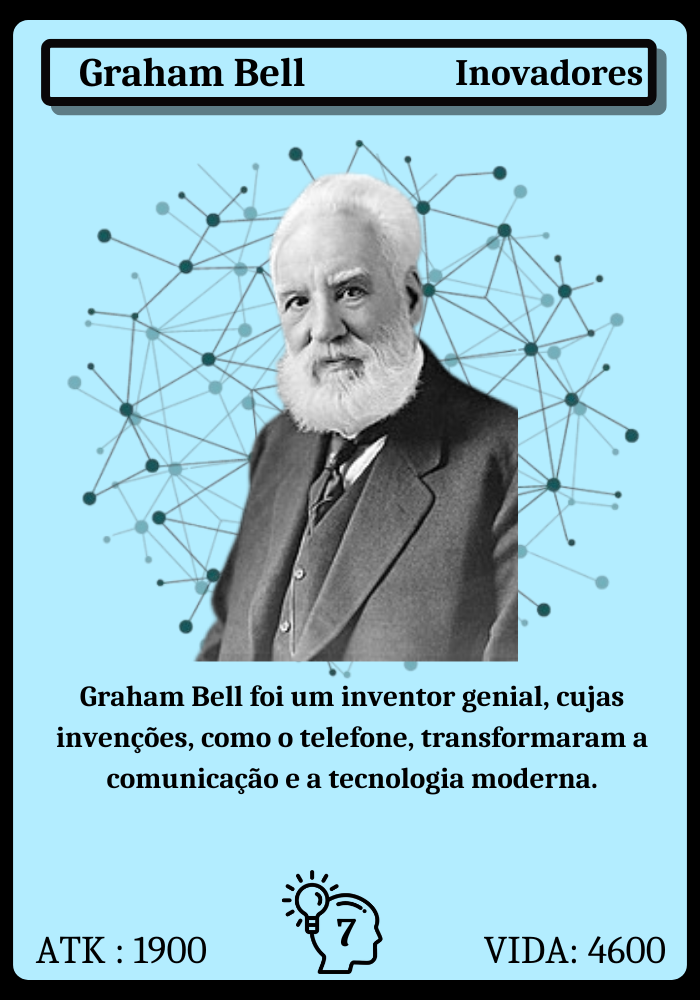 Graham Bell Inovadores
Graham Bell foi um inventor genial, cujas
invenções, como o telefone, transformaram a
comunicação e a tecnologia moderna.
7
ATK : 1900 VIDA: 4600